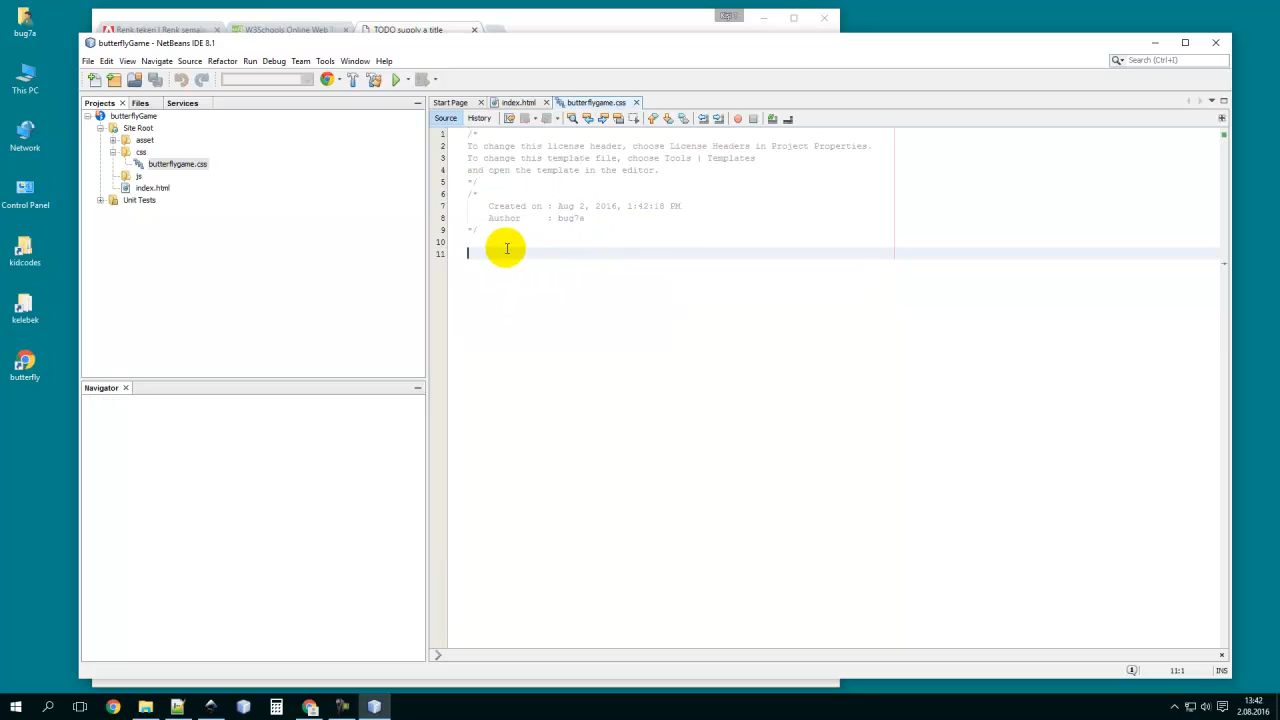 bug7a
This PC
Network
Control Panel
kidcodes
kelebek
butterfly
Renk tekeri | Renk şemal
W3Schools Online Web T
TODO supply a title
butterflyGame - NetBeans IDE 8.1
File Edit View Navigate Source Refactor Run Debug Team Tools Window Help
Search (Ctrl+I)
Projects Files Services
butterflyGame
Site Root
asset
css
butterflygame.css
js
index.html
Unit Tests
Navigator
Start Page index.html butterflygame.css
Source History
1 /*
2 To change this license header, choose License Headers in Project Properties.
3 To change this template file, choose Tools | Templates
4 and open the template in the editor.
5 */
6 /*
7 Created on : Aug 2, 2016, 1:42:18 PM
8 Author : bug7a
9 */
10
11
11:1 INS
13:42
2.08.2016